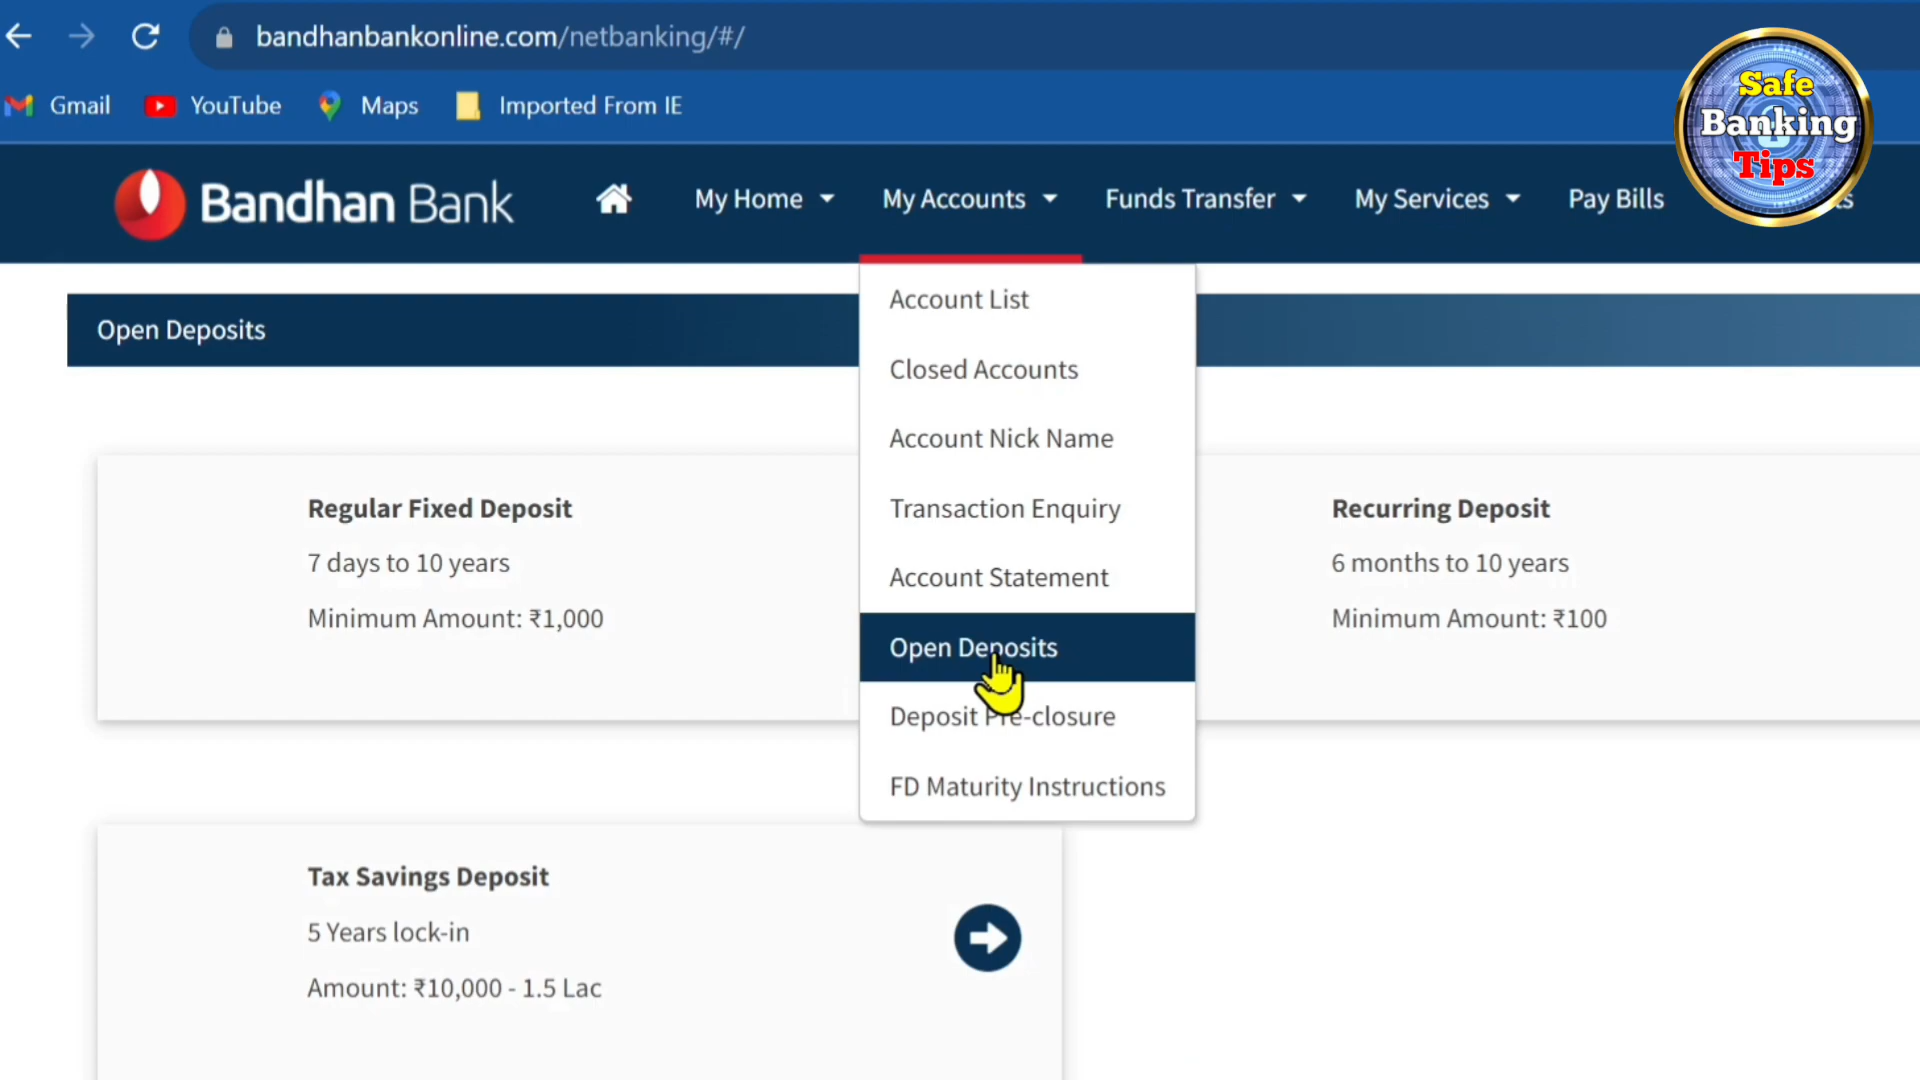 bandhanbankonline.com/netbanking/#/
Gmail YouTube Maps Imported From IE
Safe
Banking
Tips
Bandhan Bank My Home My Accounts Funds Transfer My Services Pay Bills
Open Deposits
Account List
Closed Accounts
Account Nick Name
Transaction Enquiry
Account Statement
Open Deposits
Deposit Pre-closure
FD Maturity Instructions
Regular Fixed Deposit
7 days to 10 years
Minimum Amount: ₹1,000
Recurring Deposit
6 months to 10 years
Minimum Amount: ₹100
Tax Savings Deposit
5 Years lock-in
Amount: ₹10,000 - 1.5 Lac